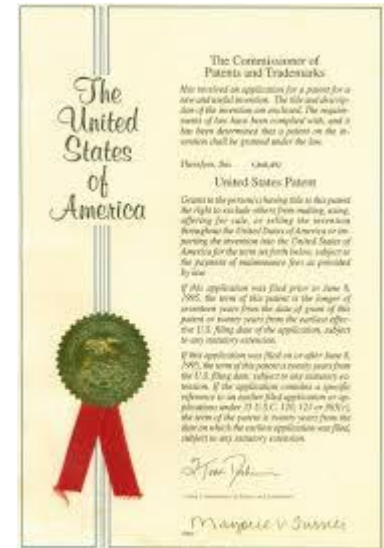 The
United
States
of
America
The Commissioner of
Patents and Trademarks
Has received an application for a patent for a
new and useful invention. The title and descrip-
tion of the invention are enclosed. The require-
ments of law have been complied with, and it
has been determined that a patent on the in-
vention shall be granted under the law.
Therefore, this
United States Patent
Grants to the person(s) having title to this patent
the right to exclude others from making, using,
offering for sale, or selling the invention
throughout the United States of America or im-
porting the invention into the United States of
America for the term set forth below, subject to
the payment of maintenance fees as provided
by law.
If this application was filed prior to June 8,
1995, the term of this patent is the longer of
seventeen years from the date of grant of this
patent or twenty years from the earliest effec-
tive U.S. filing date of the application, subject
to any statutory extension.
If this application was filed on or after June 8,
1995, the term of this patent is twenty years from
the U.S. filing date, subject to any statutory ex-
tension. If the application contains a specific
reference to an earlier filed application or ap-
plications under 35 U.S.C. 120, 121 or 365(c),
the term of the patent is twenty years from the
date on which the earliest application was filed,
subject to any statutory extension.
Marjorie V. Turner